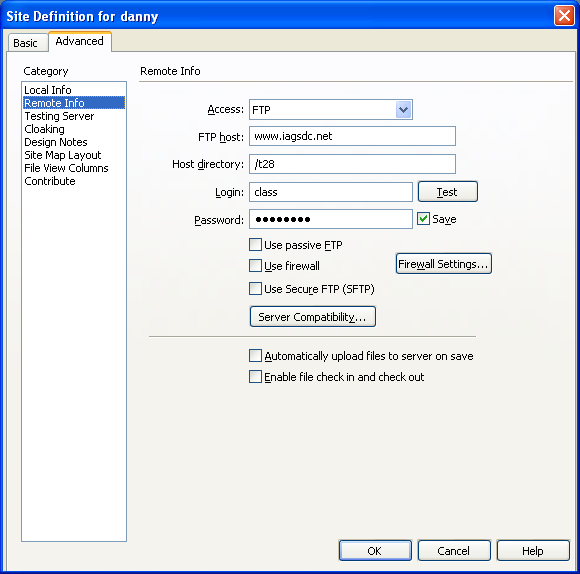 Site Definition for danny
Basic Advanced
Category
Local Info
Remote Info
Testing Server
Cloaking
Design Notes
Site Map Layout
File View Columns
Contribute
Remote Info
Access: FTP
FTP host: www.iagsdc.net
Host directory: /t28
Login: class Test
Password: ●●●●●●●● Save
Use passive FTP
Use firewall Firewall Settings...
Use Secure FTP (SFTP)
Server Compatibility...
Automatically upload files to server on save
Enable file check in and check out
OK Cancel Help